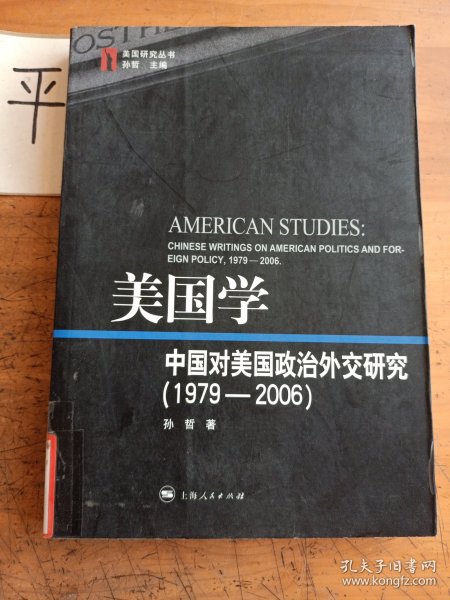 平
美国研究丛书
孙哲 主编
AMERICAN STUDIES:
CHINESE WRITINGS ON AMERICAN POLITICS AND FOR-
EIGN POLICY, 1979—2006.
美国学
中国对美国政治外交研究
(1979—2006)
孙哲 著
上海人民出版社
孔夫子旧书网
www.kongfz.com